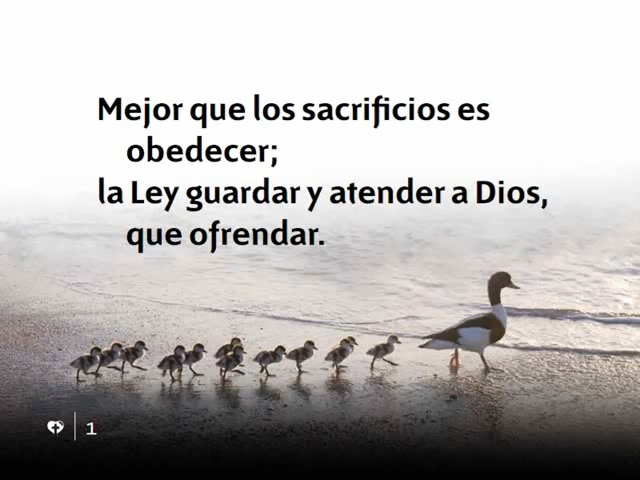 Mejor que los sacrificios es
obedecer;
la Ley guardar y atender a Dios,
que ofrendar.
1